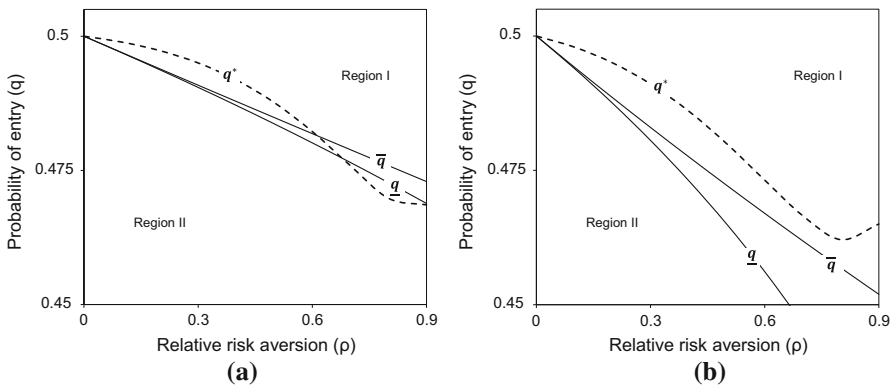 0.5
0.475
0.45
Probability of entry (q)
q*
Region I
q̅
q̲
Region II
0
0.3
0.6
0.9
Relative risk aversion (ρ)
(a)
0.5
0.475
0.45
Probability of entry (q)
q*
Region I
Region II
q̲
q̅
0
0.3
0.6
0.9
Relative risk aversion (ρ)
(b)